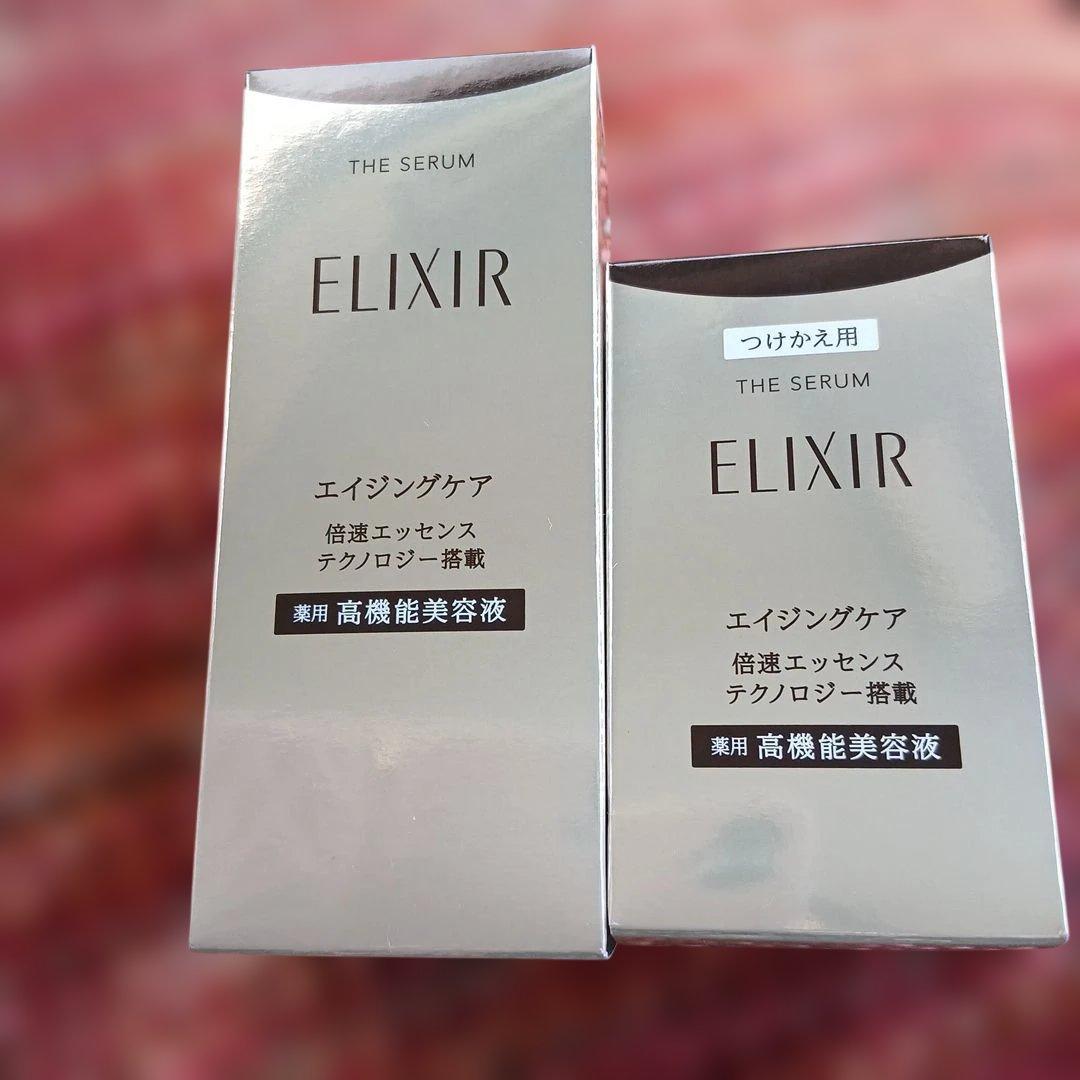 THE SERUM
ELIXIR
エイジングケア
倍速エッセンス
テクノロジー搭載
薬用 高機能美容液
つけかえ用
THE SERUM
ELIXIR
エイジングケア
倍速エッセンス
テクノロジー搭載
薬用 高機能美容液